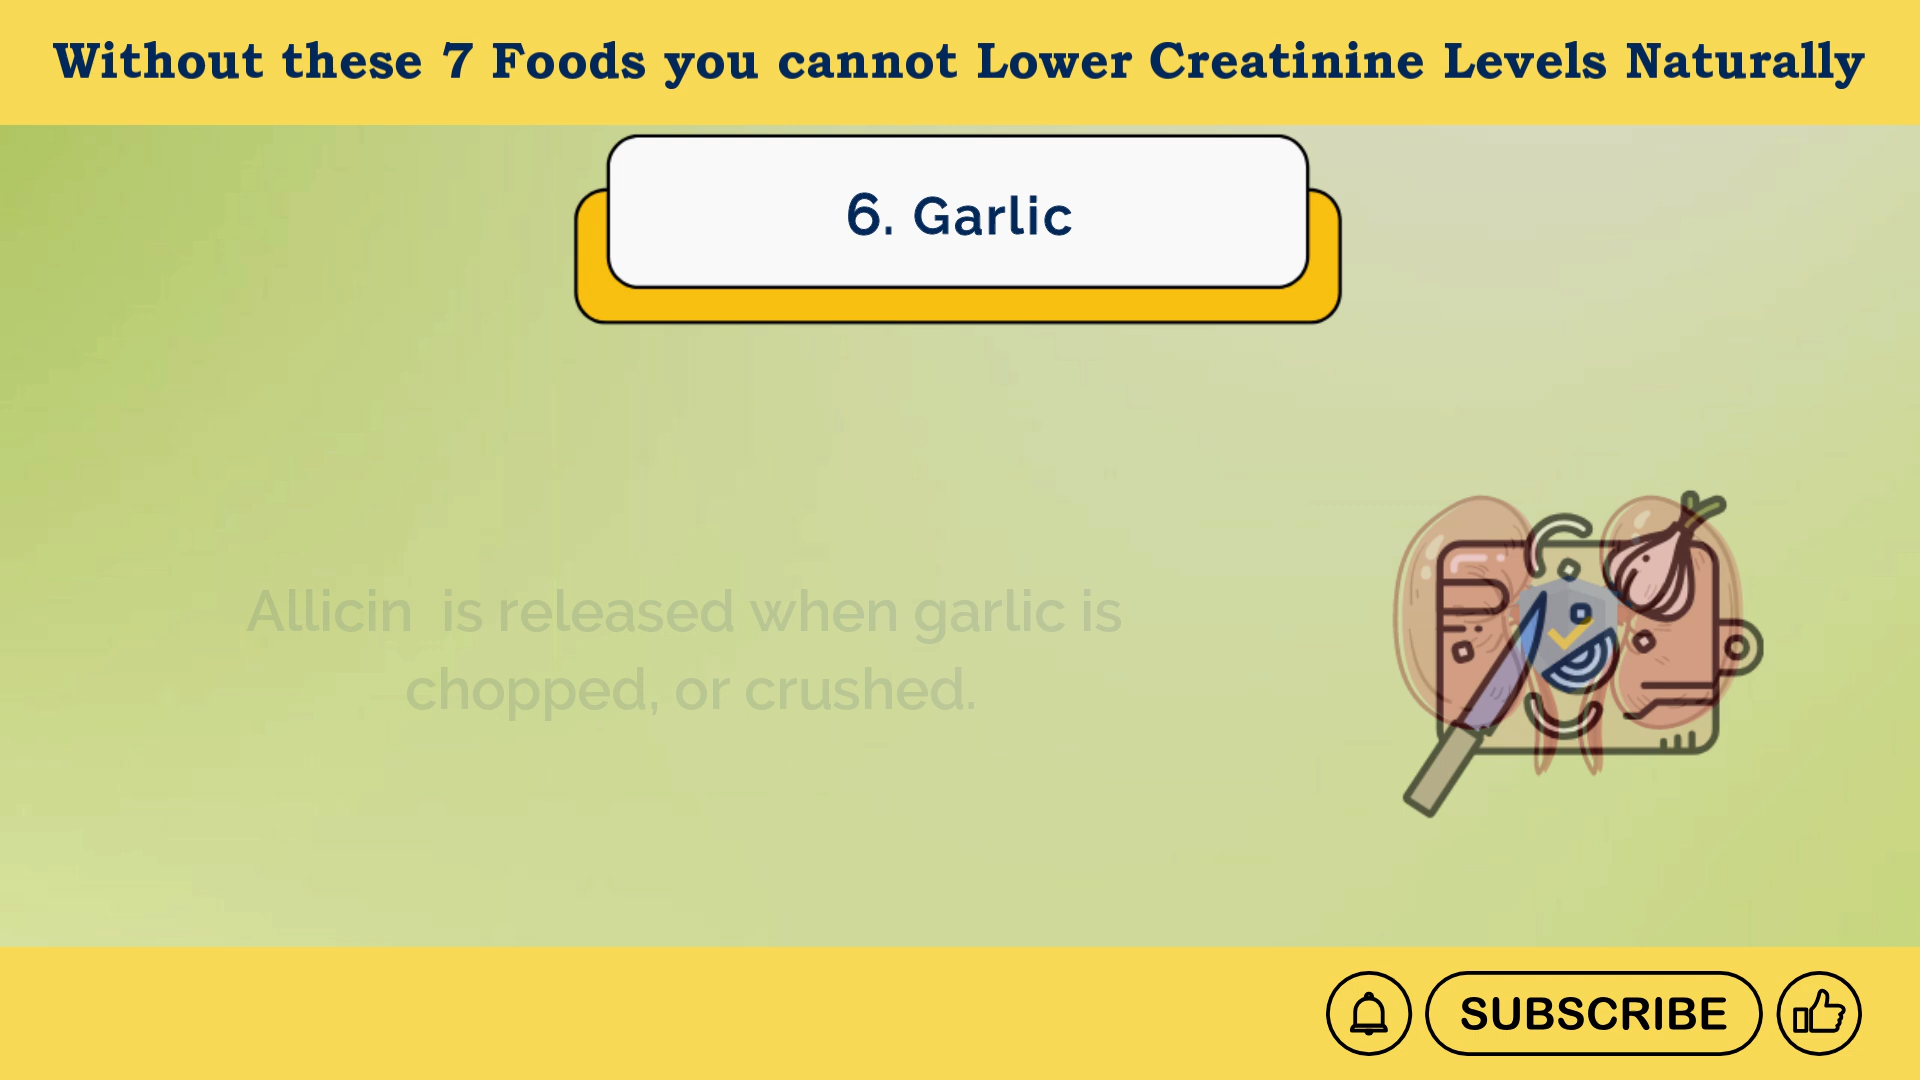 Without these 7 Foods you cannot Lower Creatinine Levels Naturally
6. Garlic
Allicin is released when garlic is
chopped, or crushed.
SUBSCRIBE